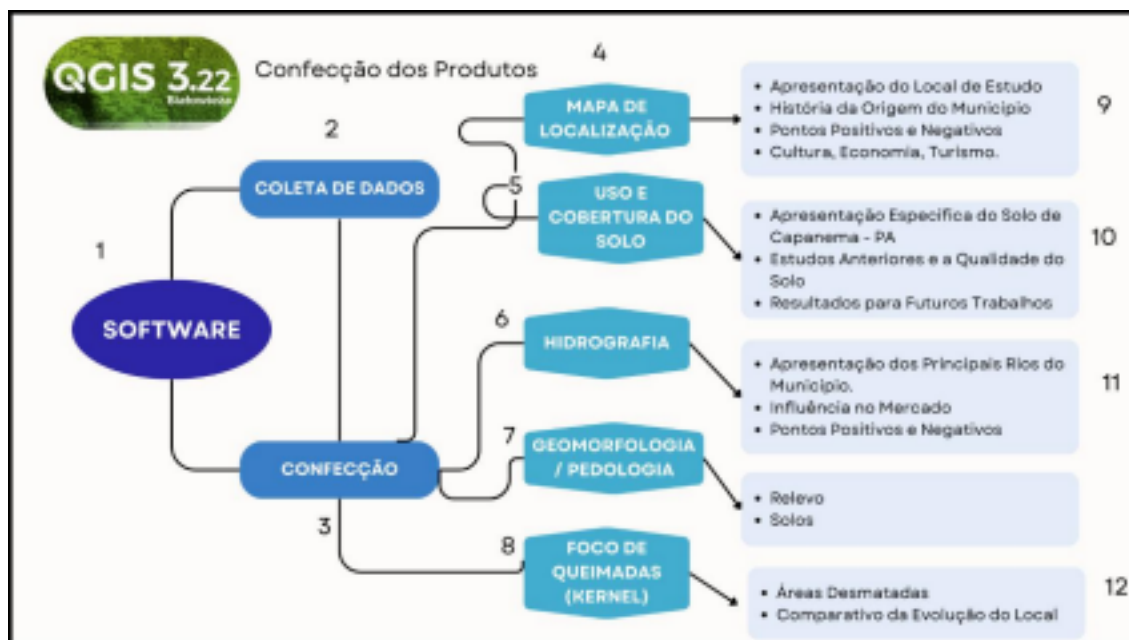 QGIS 3.22
Białowieża
Confecção dos Produtos
1
SOFTWARE
2
COLETA DE DADOS
CONFECÇÃO
3
4
MAPA DE
LOCALIZAÇÃO
5
USO E
COBERTURA DO
SOLO
6
HIDROGRAFIA
7
GEOMORFOLOGIA
/ PEDOLOGIA
8
FOCO DE
QUEIMADAS
(KERNEL)
• Apresentação do Local de Estudo
• História da Origem do Município
• Pontos Positivos e Negativos
• Cultura, Economia, Turismo.
9
• Apresentação Específica do Solo de
Capanema - PA
• Estudos Anteriores e a Qualidade do
Solo
• Resultados para Futuros Trabalhos
10
• Apresentação dos Principais Rios do
Município.
• Influência no Mercado
• Pontos Positivos e Negativos
11
• Relevo
• Solos
• Áreas Desmatadas
• Comparativo da Evolução do Local
12